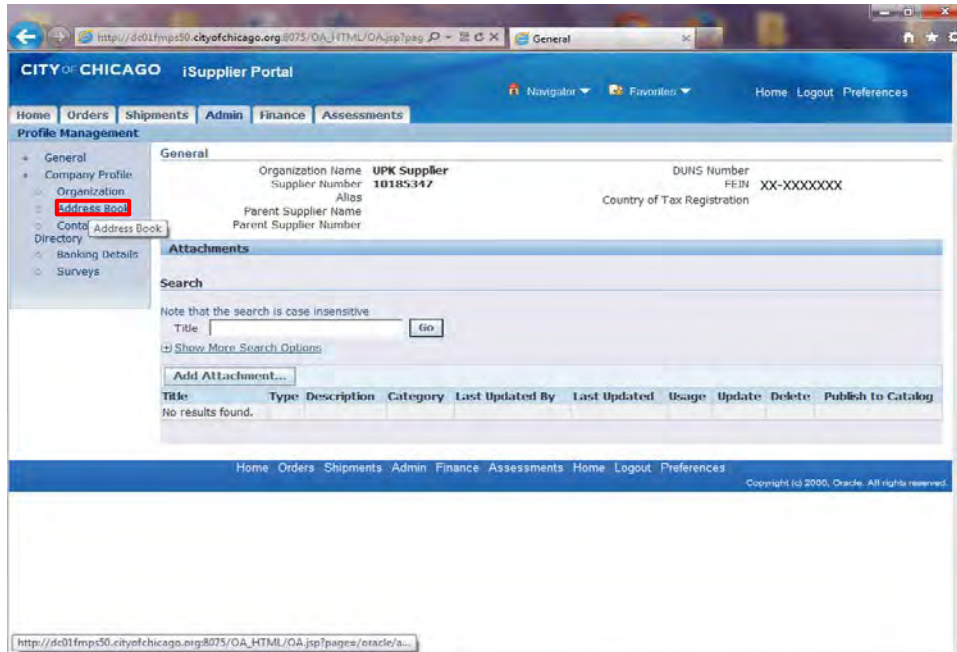 http://dc01fmps50.cityofchicago.org:8075/OA_HTML/OA.jsp?pag
General
CITY OF CHICAGO iSupplier Portal
Navigator Favorites Home Logout Preferences
Home Orders Shipments Admin Finance Assessments
Profile Management
General
Company Profile
Organization
Address Book
Conta
Directory
Address Book
Banking Details
Surveys
General
Organization Name UPK Supplier
Supplier Number 10185347
Alias
Parent Supplier Name
Parent Supplier Number
DUNS Number
FEIN XX-XXXXXXX
Country of Tax Registration
Attachments
Search
Note that the search is case insensitive
Title Go
Show More Search Options
Add Attachment...
Title Type Description Category Last Updated By Last Updated Usage Update Delete Publish to Catalog
No results found.
Home Orders Shipments Admin Finance Assessments Home Logout Preferences
Copyright (c) 2000, Oracle. All rights reserved.
http://dc01fmps50.cityofchicago.org:8075/OA_HTML/OA.jsp?page=/oracle/a...